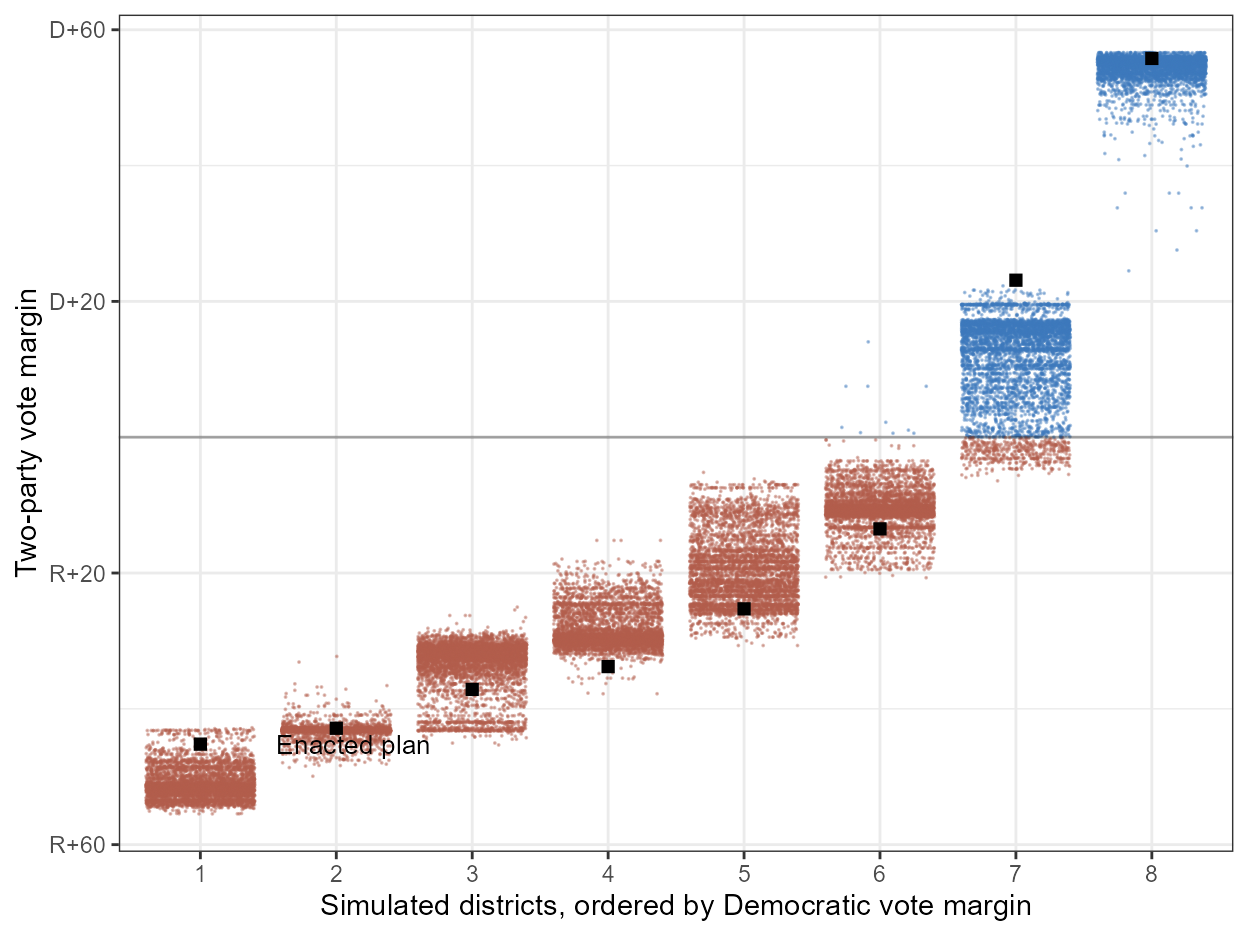 D+60
D+20
R+20
R+60
Two-party vote margin
Enacted plan
1 2 3 4 5 6 7 8
Simulated districts, ordered by Democratic vote margin